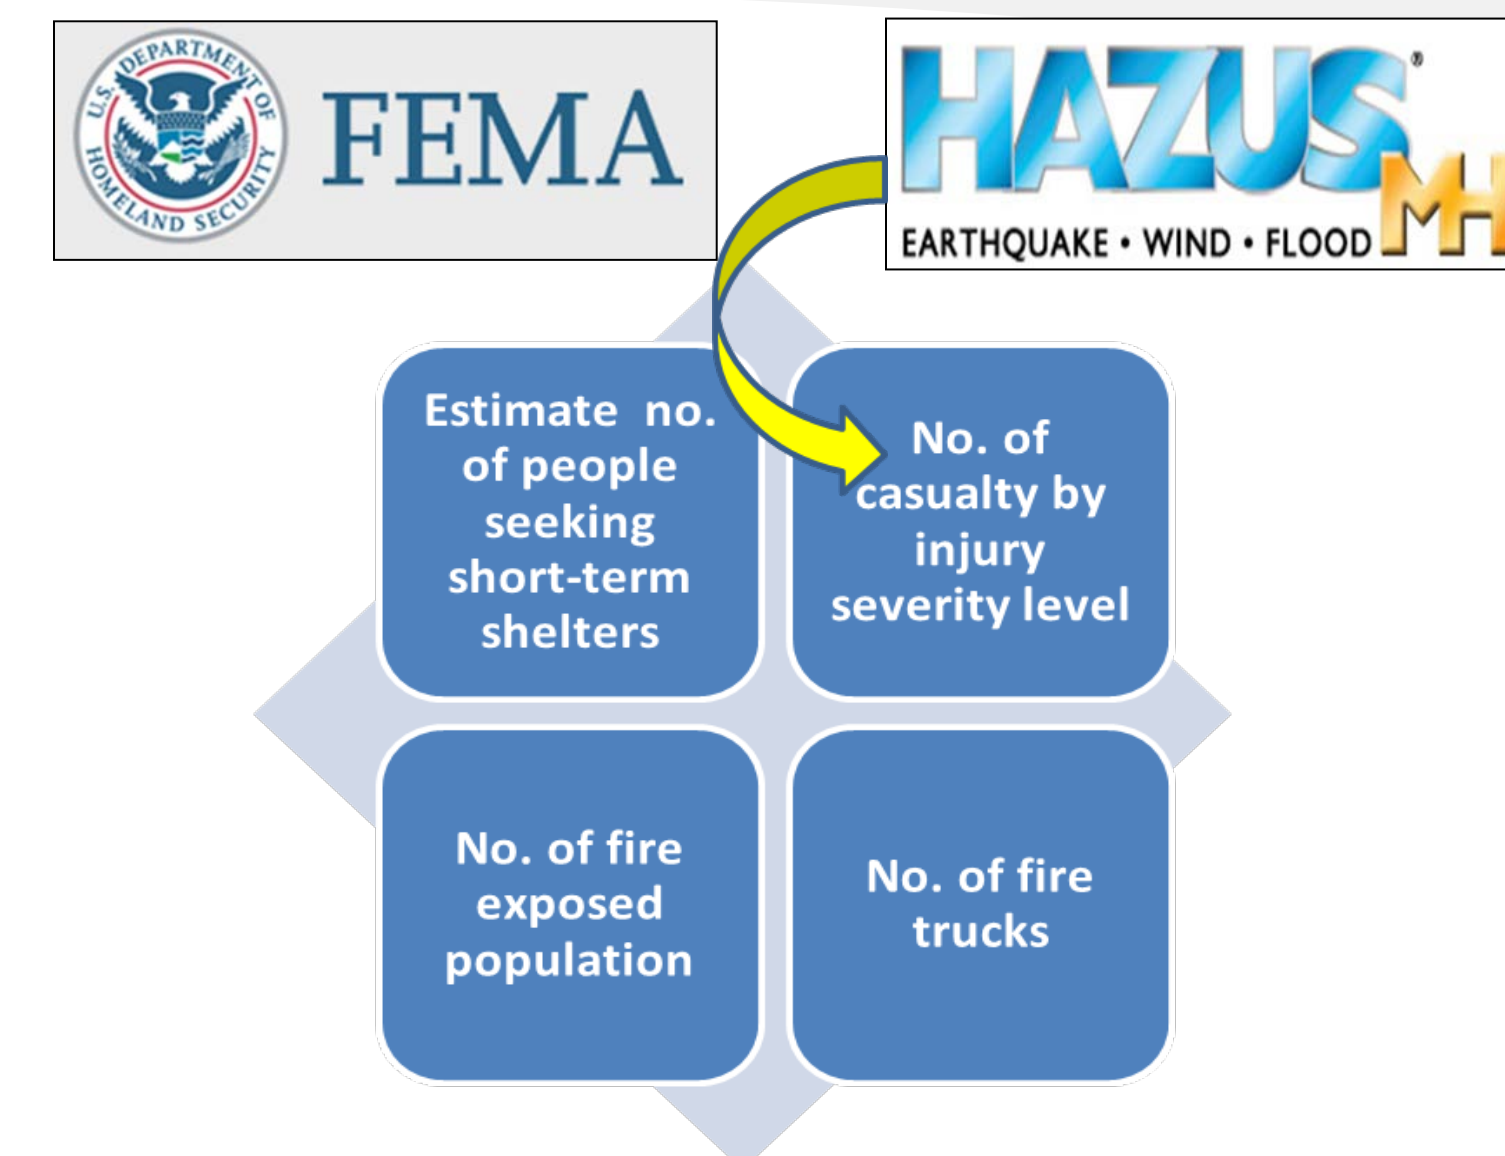 U.S. DEPARTMENT OF
HOMELAND SECURITY
FEMA
HAZUS®
MH
EARTHQUAKE • WIND • FLOOD
Estimate no.
of people
seeking
short-term
shelters
No. of
casualty by
injury
severity level
No. of fire
exposed
population
No. of fire
trucks